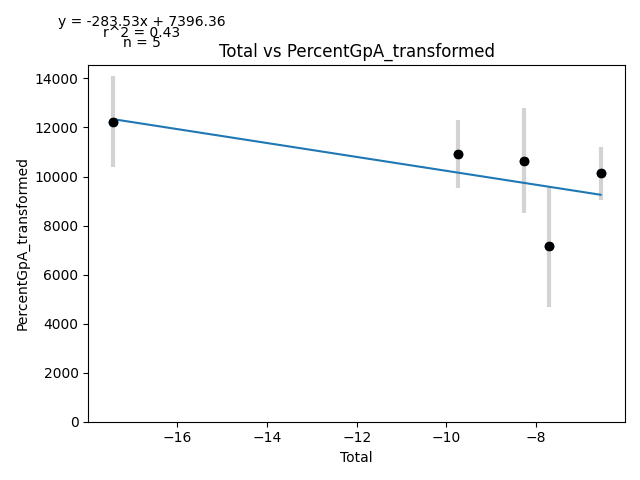 y = -283.53x + 7396.36
r^2 = 0.43
n = 5
Total vs PercentGpA_transformed
14000
12000
10000
8000
6000
4000
2000
0
PercentGpA_transformed
−16
−14
−12
−10
−8
Total